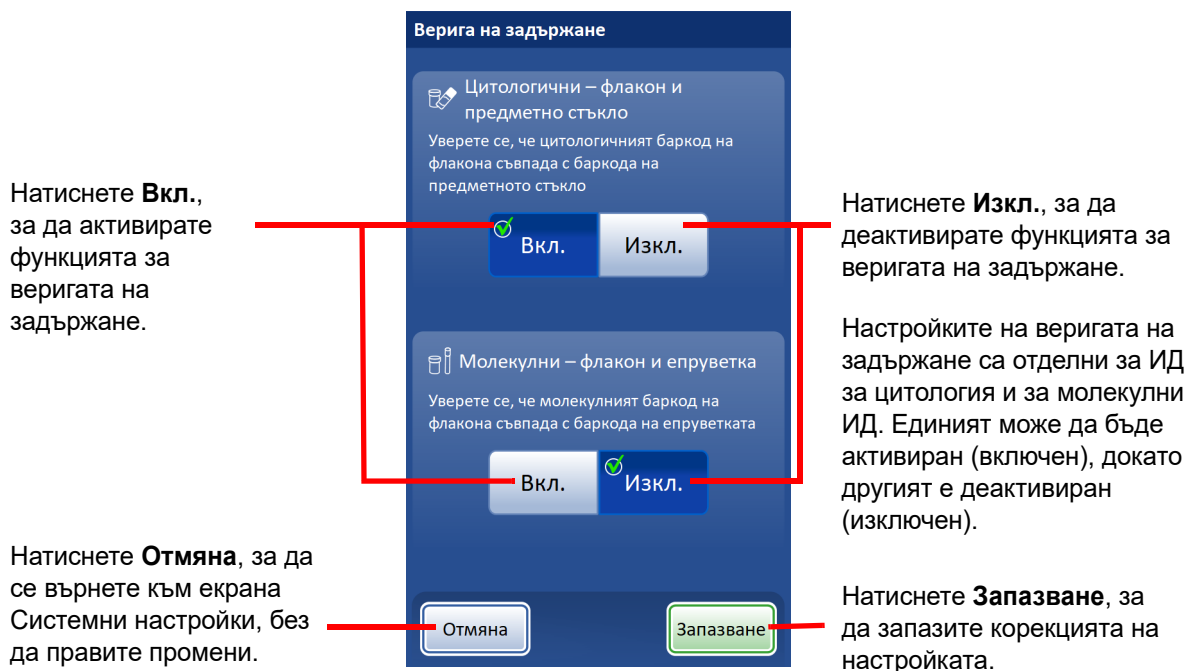 Верига на задържане
Цитологични – флакон и
предметно стъкло
Уверете се, че цитологичният баркод на
флакона съвпада с баркода на
предметното стъкло
Вкл.
Изкл.
Молекулни – флакон и епруветка
Уверете се, че молекулният баркод на
флакона съвпада с баркода на епруветката
Вкл.
Изкл.
Отмяна
Запазване
Натиснете Вкл.,
за да активирате
функцията за
веригата на
задържане.
Натиснете Отмяна, за да
се върнете към екрана
Системни настройки, без
да правите промени.
Натиснете Изкл., за да
деактивирате функцията за
веригата на задържане.
Настройките на веригата на
задържане са отделни за ИД
за цитология и за молекулни
ИД. Единият може да бъде
активиран (включен), докато
другият е деактивиран
(изключен).
Натиснете Запазване, за
да запазите корекцията на
настройката.